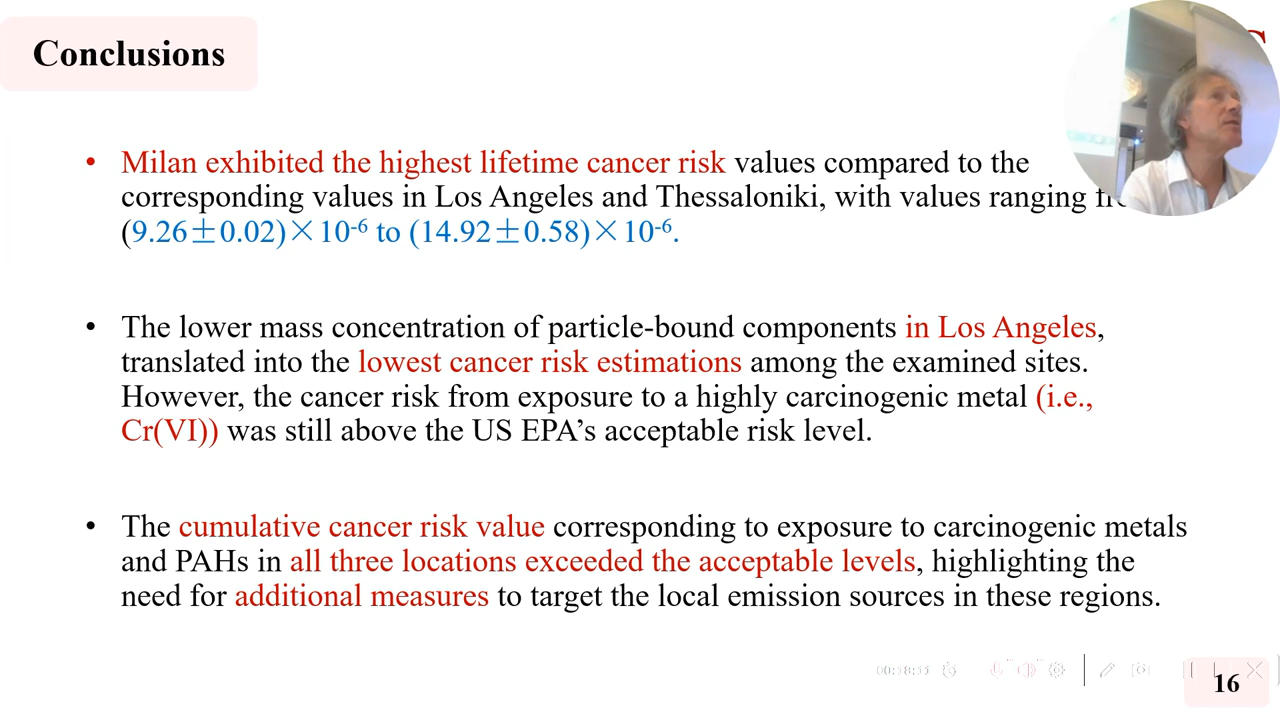 Conclusions
• Milan exhibited the highest lifetime cancer risk values compared to the
corresponding values in Los Angeles and Thessaloniki, with values ranging
(9.26±0.02)×10⁻⁶ to (14.92±0.58)×10⁻⁶.
• The lower mass concentration of particle-bound components in Los Angeles,
translated into the lowest cancer risk estimations among the examined sites.
However, the cancer risk from exposure to a highly carcinogenic metal (i.e.,
Cr(VI)) was still above the US EPA’s acceptable risk level.
• The cumulative cancer risk value corresponding to exposure to carcinogenic metals
and PAHs in all three locations exceeded the acceptable levels, highlighting the
need for additional measures to target the local emission sources in these regions.
16